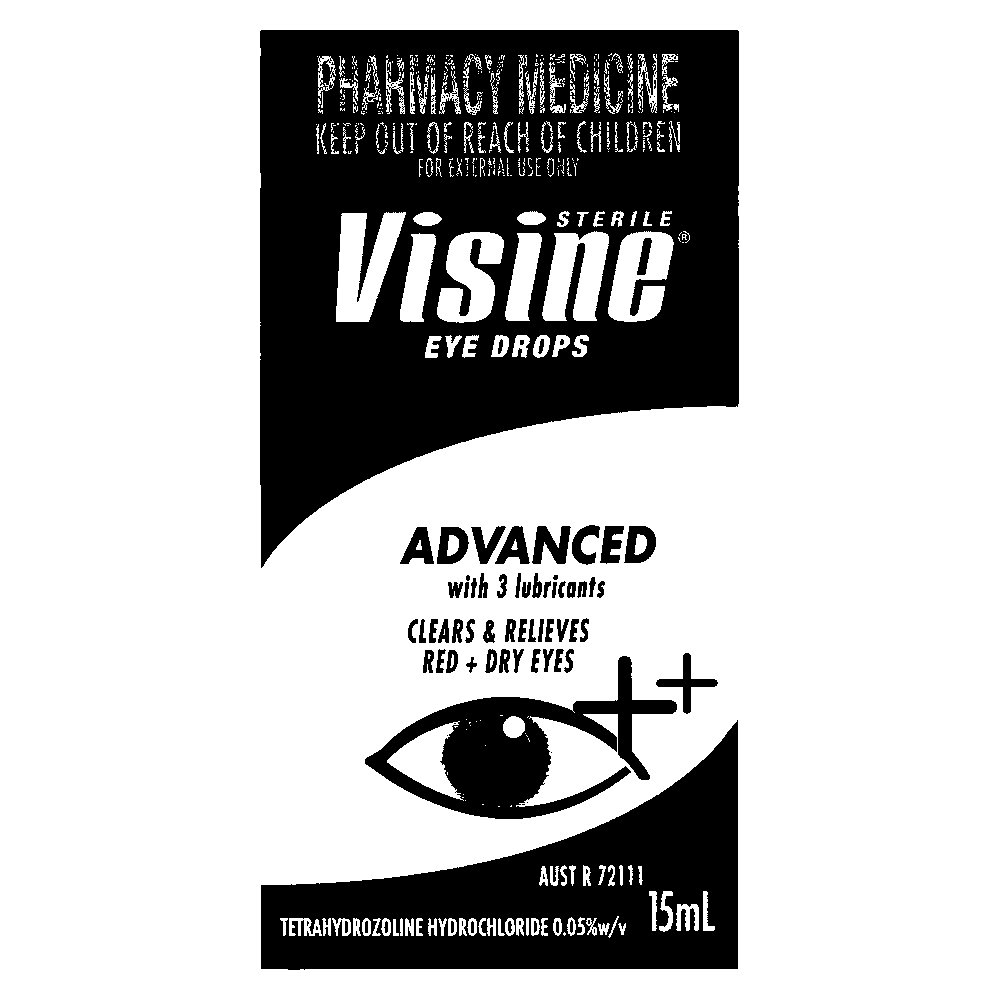 PHARMACY MEDICINE
KEEP OUT OF REACH OF CHILDREN
FOR EXTERNAL USE ONLY
STERILE
Visine®
EYE DROPS
ADVANCED
with 3 lubricants
CLEARS & RELIEVES
RED + DRY EYES
AUST R 72111
15mL
TETRAHYDROZOLINE HYDROCHLORIDE 0.05%w/v